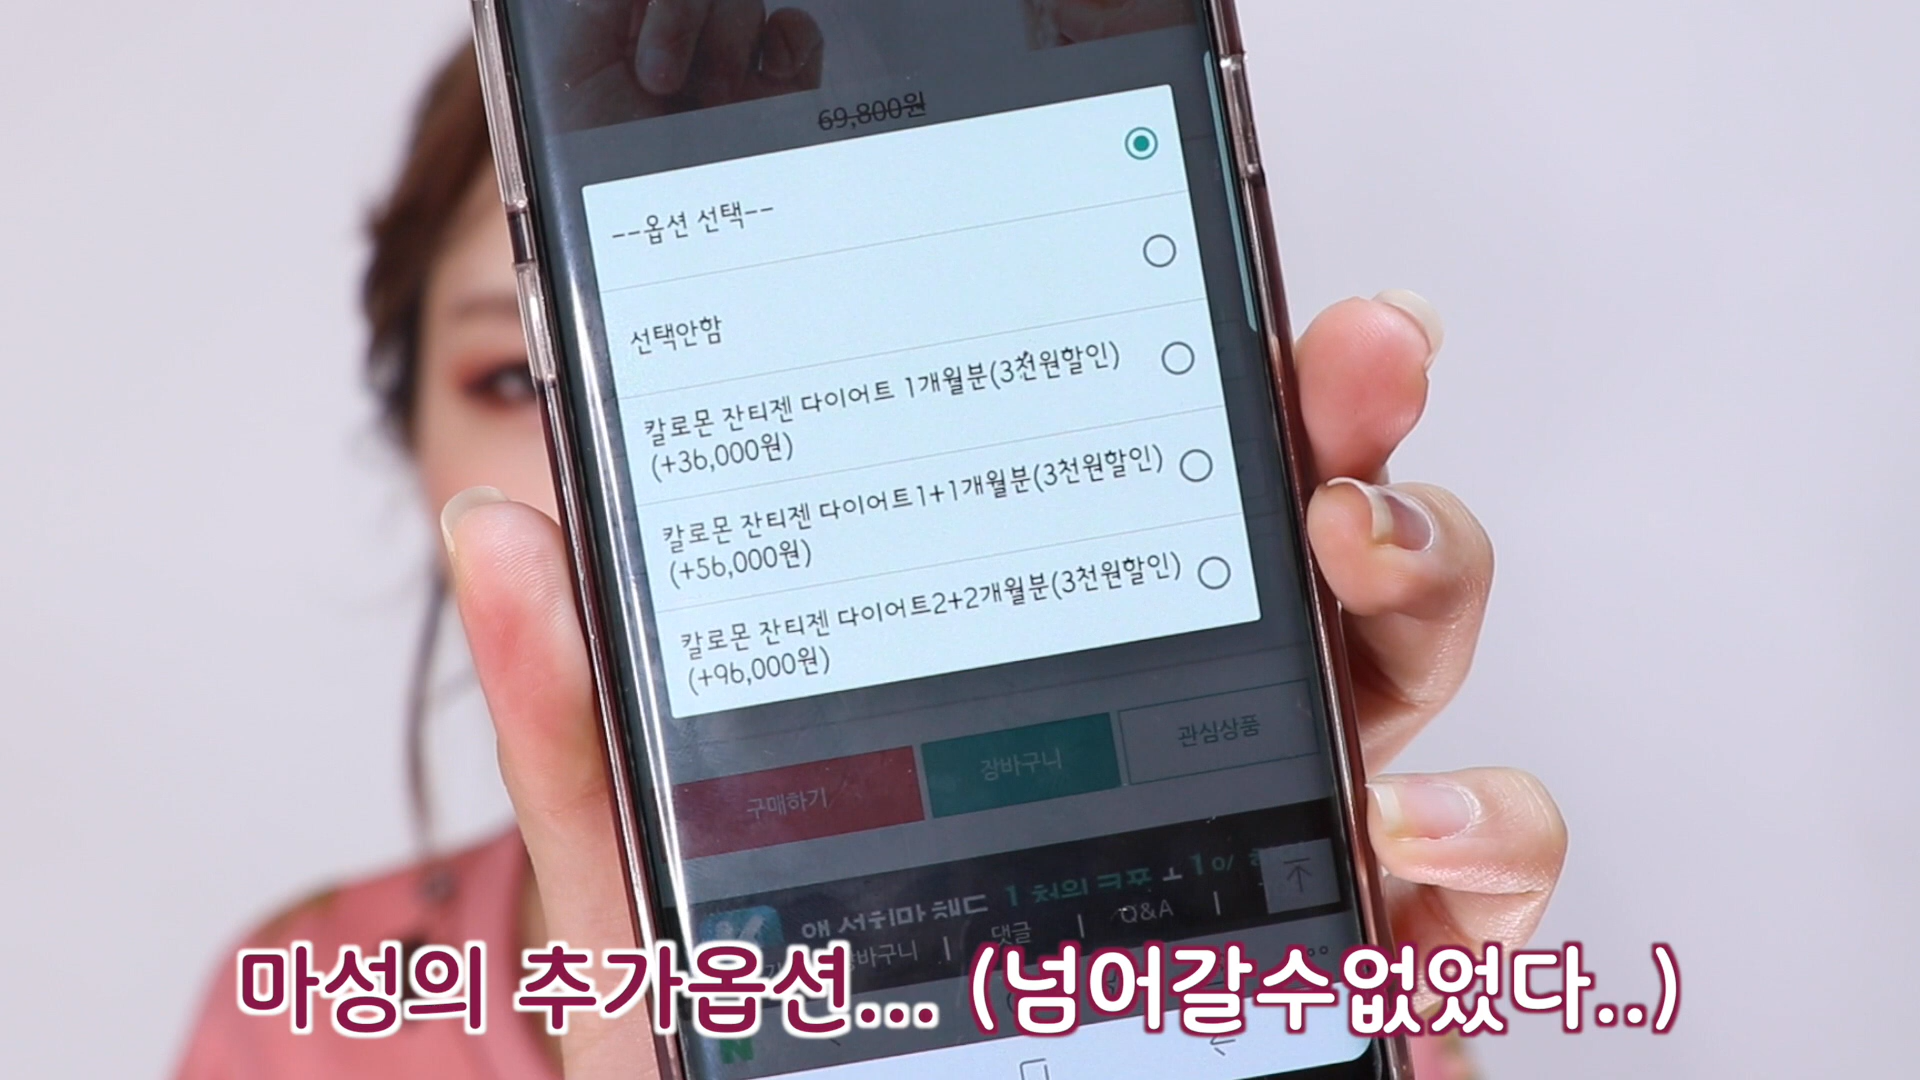 69,800원
--옵션 선택--
선택안함
칼로몬 잔티젠 다이어트 1개월분(3천원할인)
(+36,000원)
칼로몬 잔티젠 다이어트1+1개월분(3천원할인)
(+56,000원)
칼로몬 잔티젠 다이어트2+2개월분(3천원할인)
(+96,000원)
구매하기
장바구니
관심상품
댓글 | Q&A |
마성의 추가옵션... (넘어갈수없었다..)